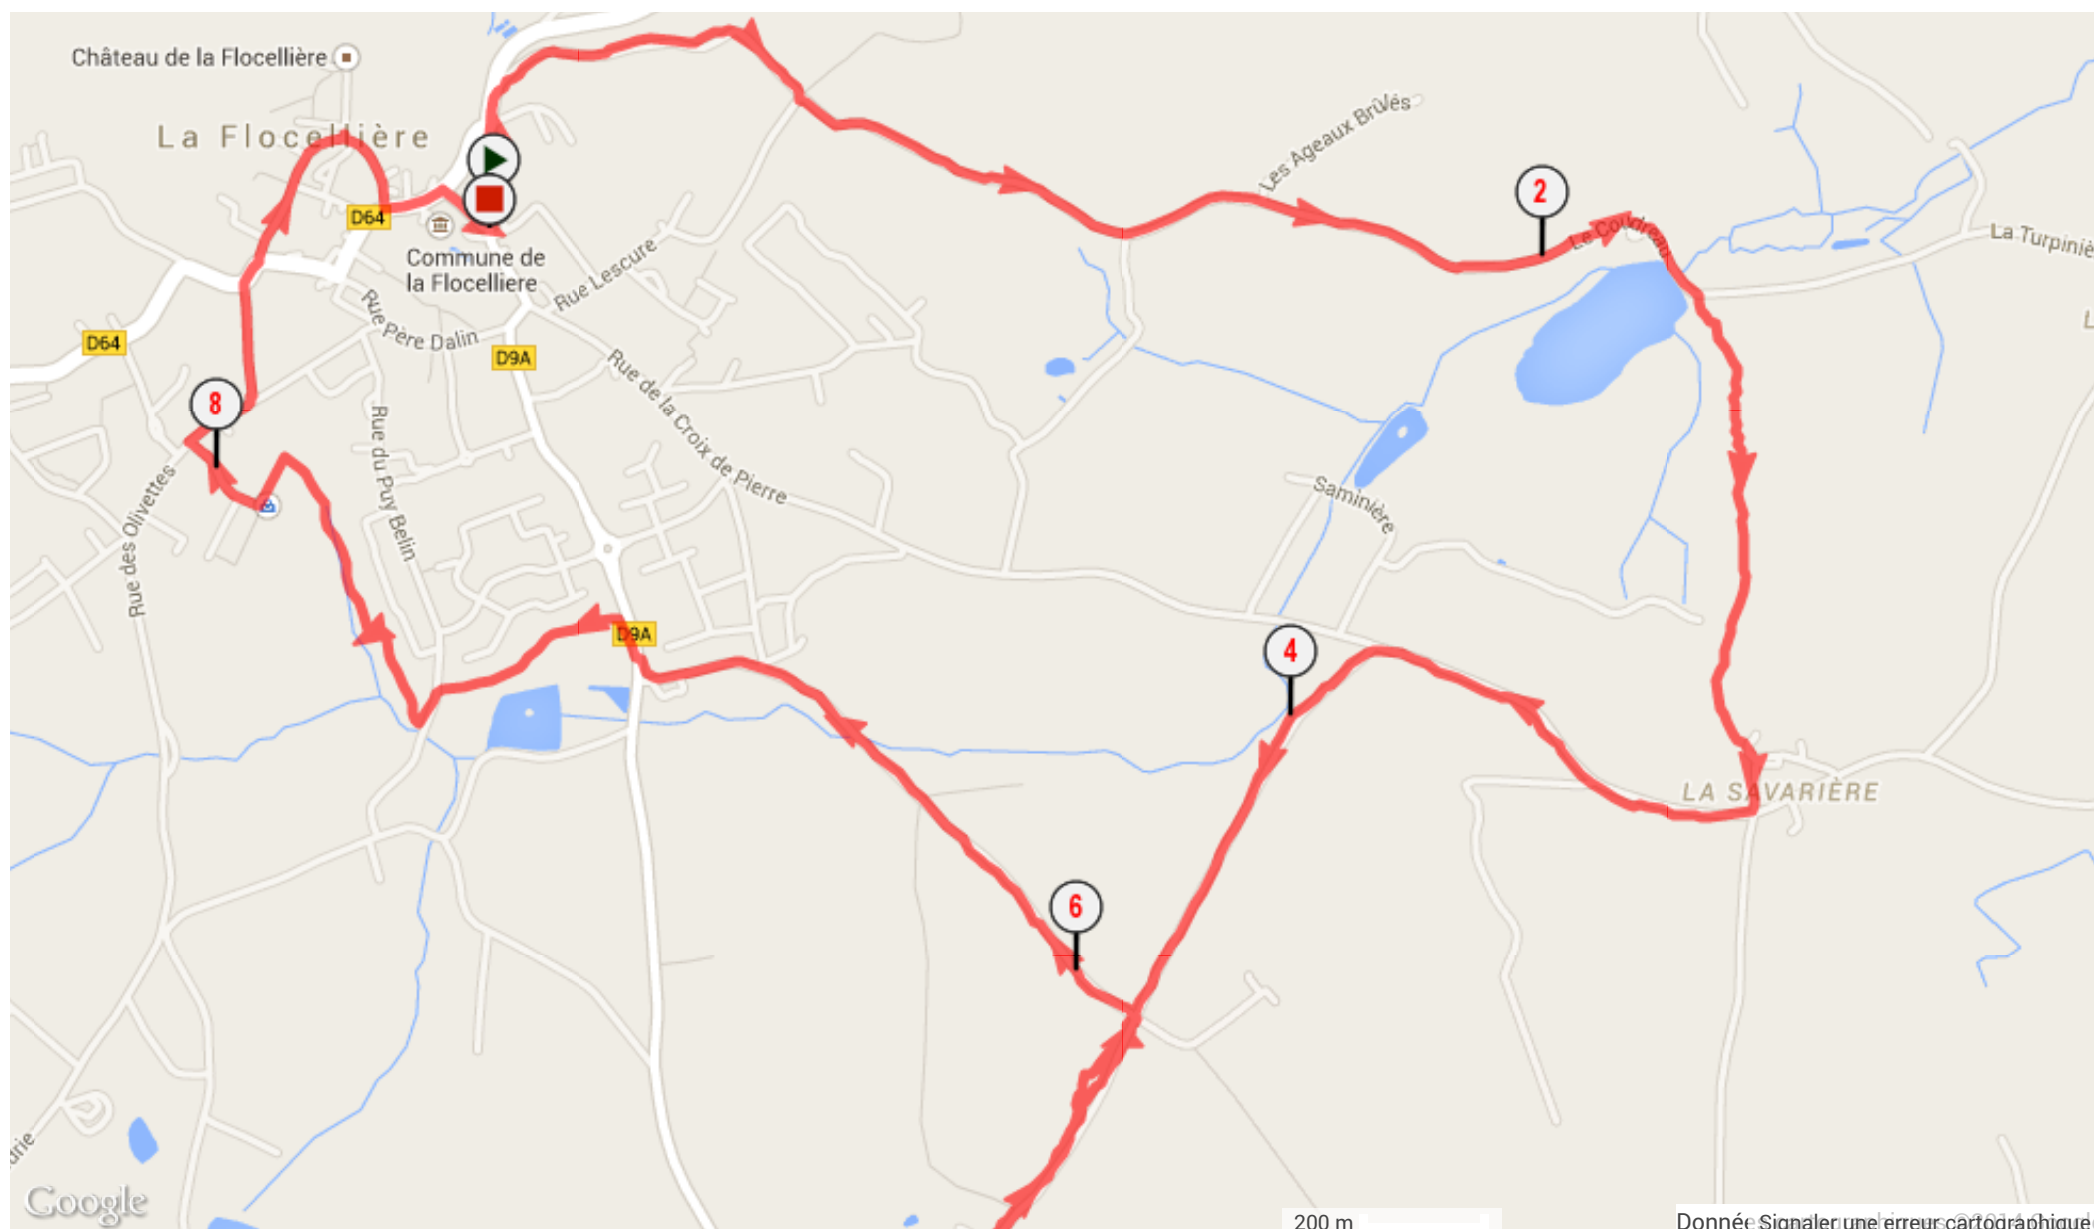 Château de la Flocellière
La Flocellière
Les Ageaux Brûlés
2
D64
Le Coudreau
La Turpiniè
Commune de
la Flocelliere
Rue Lescure
Rue Père Dalin
D64
D9A
8
Rue de la Croix de Pierre
Rue du Puy Belin
Rue des Olivettes
Saminière
D9A
4
LA SAVARIÈRE
6
Google
200 m
Signaler une erreur cartographique